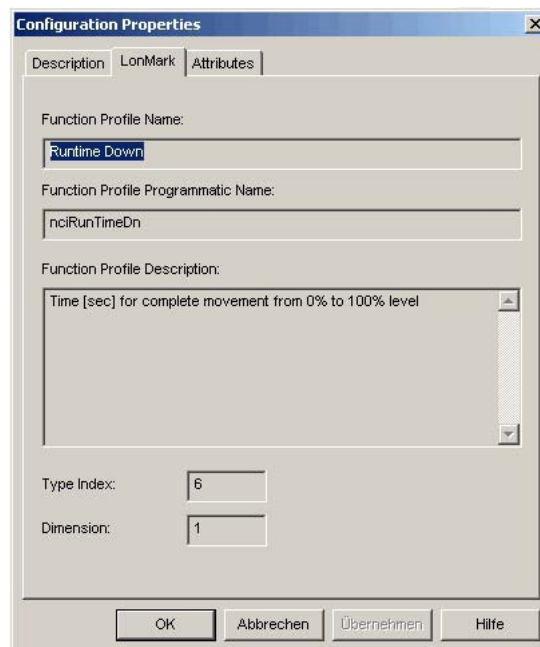 Configuration Properties
Description LonMark Attributes
Function Profile Name:
Runtime Down
Function Profile Programmatic Name:
nciRunTimeDn
Function Profile Description:
Time [sec] for complete movement from 0% to 100% level
Type Index: 6
Dimension: 1
OK Abbrechen Übernehmen Hilfe